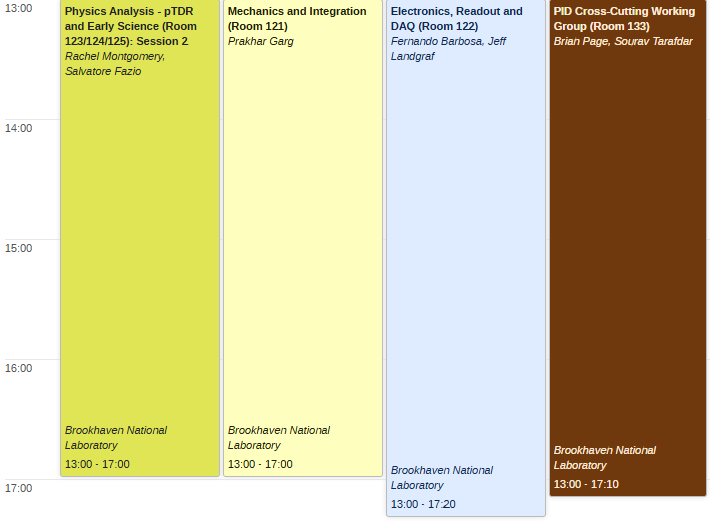 13:00
14:00
15:00
16:00
17:00
Physics Analysis - pTDR
and Early Science (Room
123/124/125): Session 2
Rachel Montgomery,
Salvatore Fazio
Brookhaven National
Laboratory
13:00 - 17:00
Mechanics and Integration
(Room 121)
Prakhar Garg
Brookhaven National
Laboratory
13:00 - 17:00
Electronics, Readout and
DAQ (Room 122)
Fernando Barbosa, Jeff
Landgraf
Brookhaven National
Laboratory
13:00 - 17:20
PID Cross-Cutting Working
Group (Room 133)
Brian Page, Sourav Tarafdar
Brookhaven National
Laboratory
13:00 - 17:10